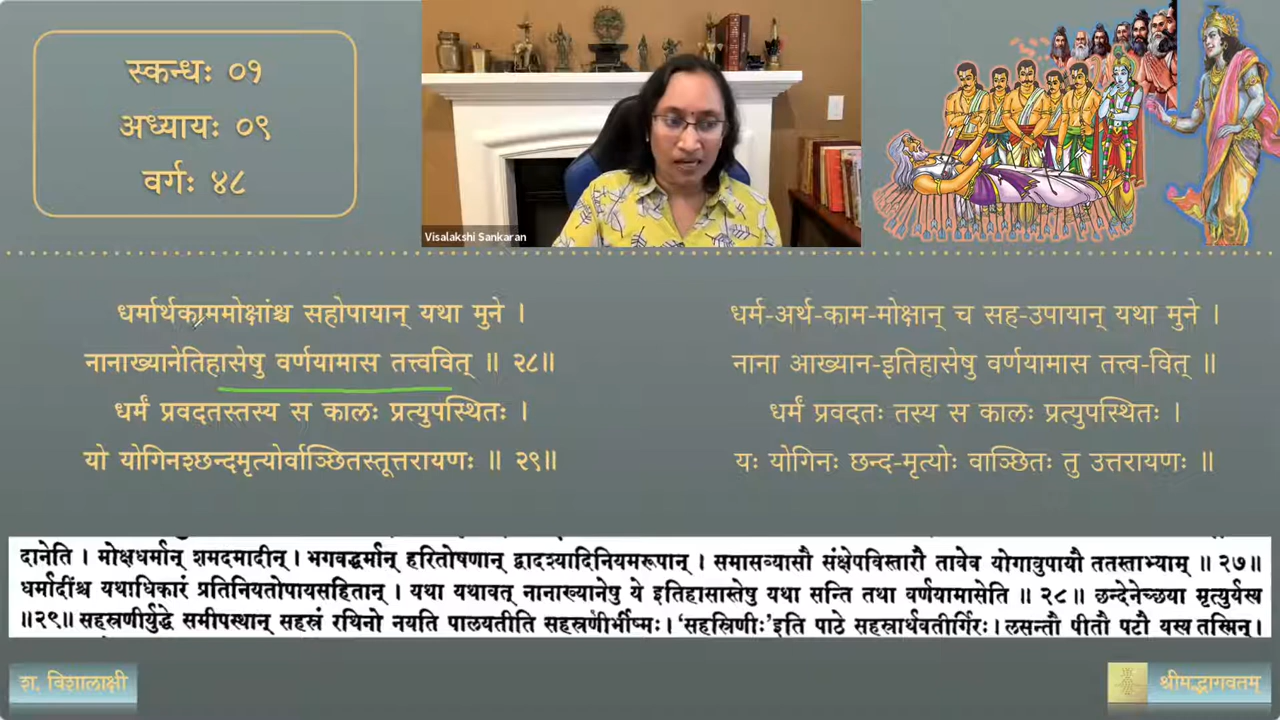 स्कन्धः ०१
अध्यायः ०९
वर्गः ४८
Visalakshi Sankaran
धर्मार्थकाममोक्षांश्च सहोपायान् यथा मुने ।
नानाख्यानेतिहासेषु वर्णयामास तत्त्ववित् ॥ २८॥
धर्मं प्रवदतस्तस्य स कालः प्रत्युपस्थितः ।
यो योगिनश्छन्दमृत्योर्वाञ्छितस्तूत्तरायणः ॥ २९॥
धर्म-अर्थ-काम-मोक्षान् च सह-उपायान् यथा मुने ।
नाना आख्यान-इतिहासेषु वर्णयामास तत्त्व-वित् ॥
धर्मं प्रवदतः तस्य स कालः प्रत्युपस्थितः ।
यः योगिनः छन्द-मृत्योः वाञ्छितः तु उत्तरायणः ॥
दानेति । मोक्षधर्मान् शमदमादीन् । भगवद्धर्मान् हरितोषणान् द्वादश्यादिनियमरूपान् । समासव्यासौ संक्षेपविस्तारौ तावेव योगावुपायौ ततस्ताभ्याम् ॥ २७॥
धर्मादींश्च यथाधिकारं प्रतिनियतोपायसहितान् । यथा यथावत् नानाख्यानेषु ये इतिहासास्तेषु यथा सन्ति तथा वर्णयामासेति ॥ २८॥ छन्देनेच्छया मृत्युर्यस्य
॥२९॥ सहस्रणीर्युद्धे समीपस्थान् सहस्रं रथिनो नयति पालयतीति सहस्रणीर्भीष्मः । 'सहस्रिणीः' इति पाठे सहस्रार्थवतीर्गिरः । लसन्तौ पीतौ पटौ यस्य तस्मिन् ।
श. विशालाक्षी
श्रीमद्भागवतम्